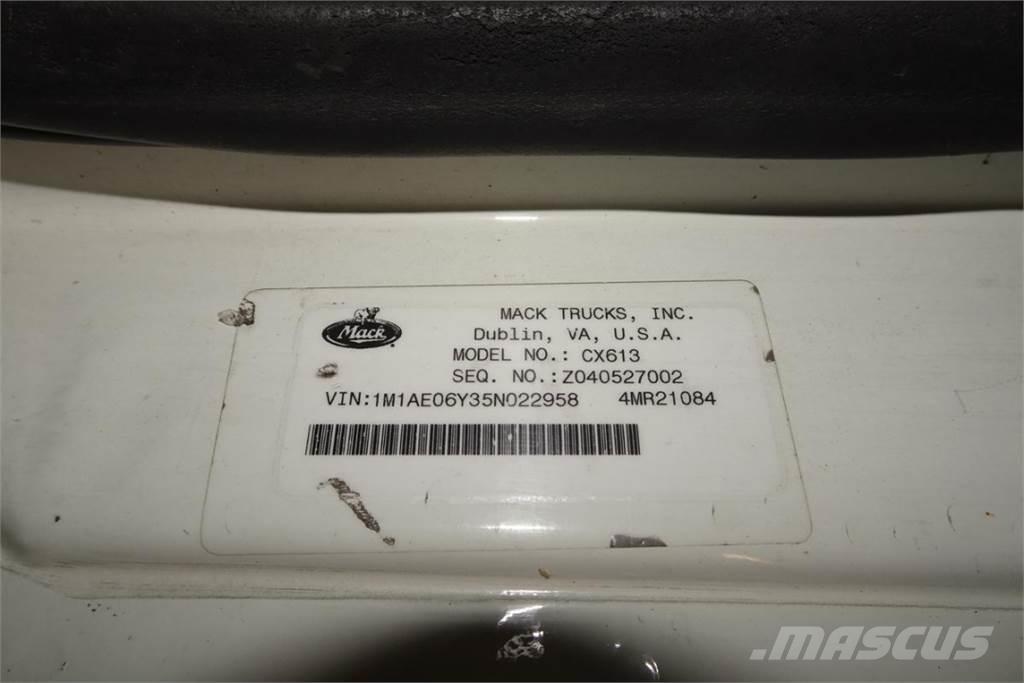 Mack
MACK TRUCKS, INC.
Dublin, VA, U.S.A.
MODEL NO.: CX613
SEQ. NO.:Z040527002
VIN:1M1AE06Y35N022958 4MR21084
MASCUS